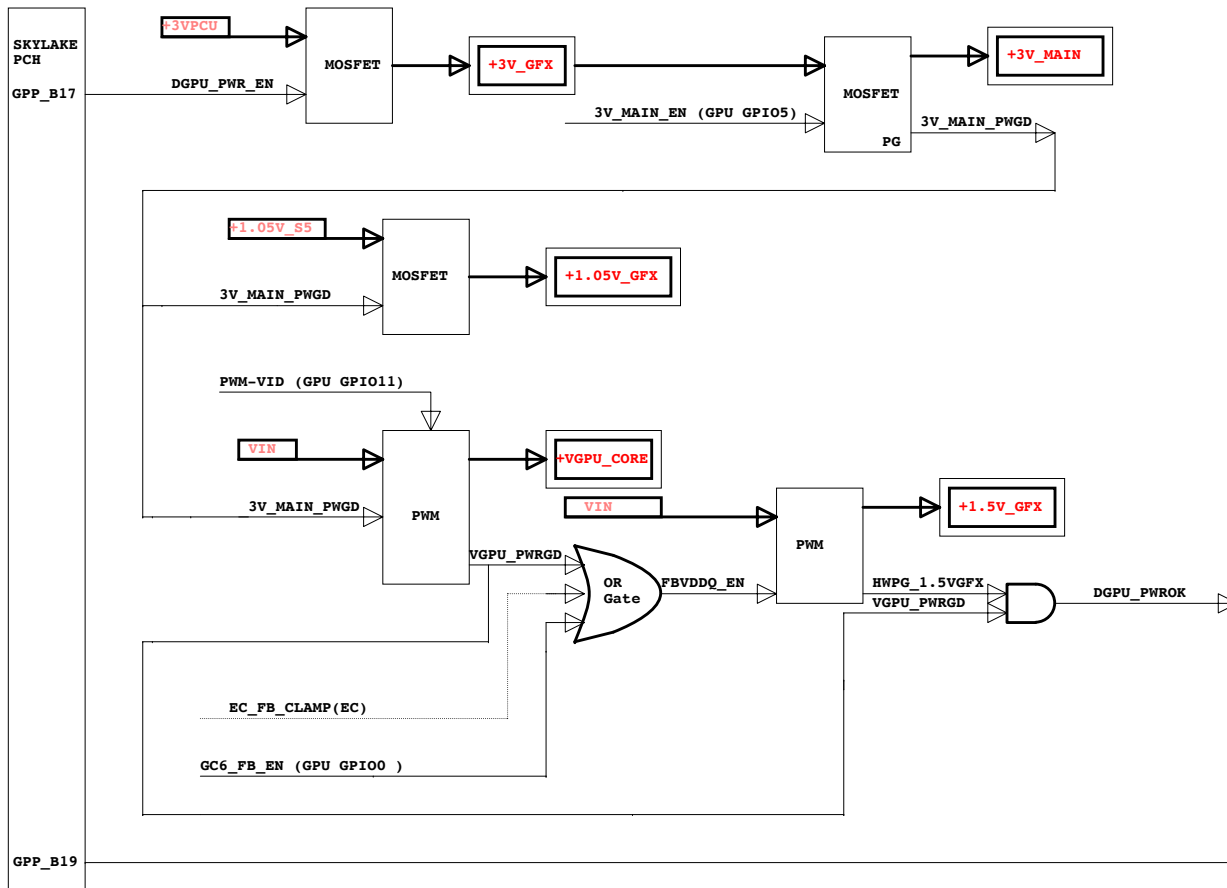 +3VPCU
SKYLAKE
PCH
MOSFET
+3V_GFX
+3V_MAIN
GPP_B17
DGPU_PWR_EN
MOSFET
3V_MAIN_EN (GPU GPIO5)
3V_MAIN_PWGD
PG
+1.05V_S5
MOSFET
+1.05V_GFX
3V_MAIN_PWGD
PWM-VID (GPU GPIO11)
VIN
+VGPU_CORE
3V_MAIN_PWGD
PWM
VIN
+1.5V_GFX
PWM
VGPU_PWRGD
OR
Gate
FBVDDQ_EN
HWPG_1.5VGFX
VGPU_PWRGD
DGPU_PWROK
EC_FB_CLAMP(EC)
GC6_FB_EN (GPU GPIO0 )
GPP_B19